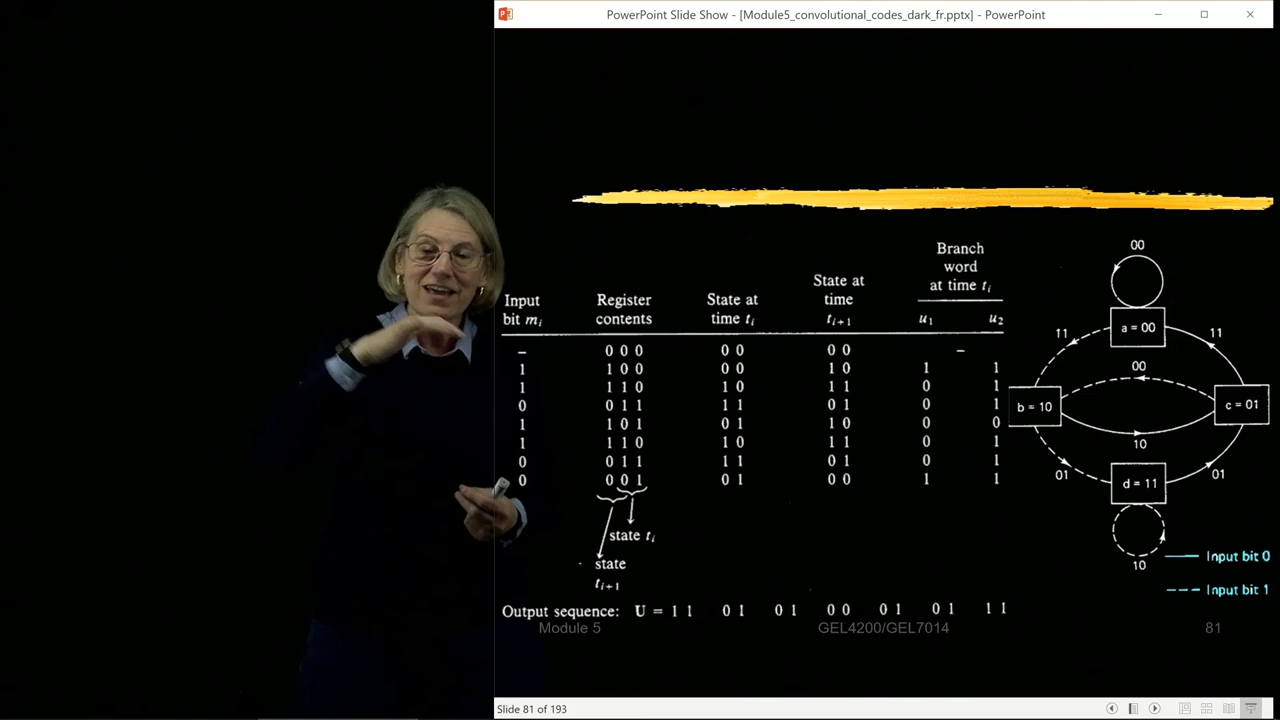 PowerPoint Slide Show - [Module5_convolutional_codes_dark_fr.pptx] - PowerPoint
Input bit mᵢ Register contents State at time tᵢ State at time tᵢ₊₁ Branch word at time tᵢ
u₁ u₂
– 0 0 0 0 0 0 0 –
1 1 0 0 0 0 1 0 1 1
1 1 1 0 1 0 1 1 0 1
0 0 1 1 1 1 0 1 0 1
1 1 0 1 0 1 1 0 0 0
1 1 1 0 1 0 1 1 0 1
0 0 1 1 1 1 0 1 0 1
0 0 0 1 0 1 0 0 1 1
state tᵢ
state
tᵢ₊₁
Output sequence: U = 1 1 0 1 0 1 0 0 0 1 0 1 1 1
00
a = 00
11 11
00
b = 10 c = 01
10
01 d = 11 01
10
Input bit 0
Input bit 1
Module 5 GEL4200/GEL7014 81
Slide 81 of 193